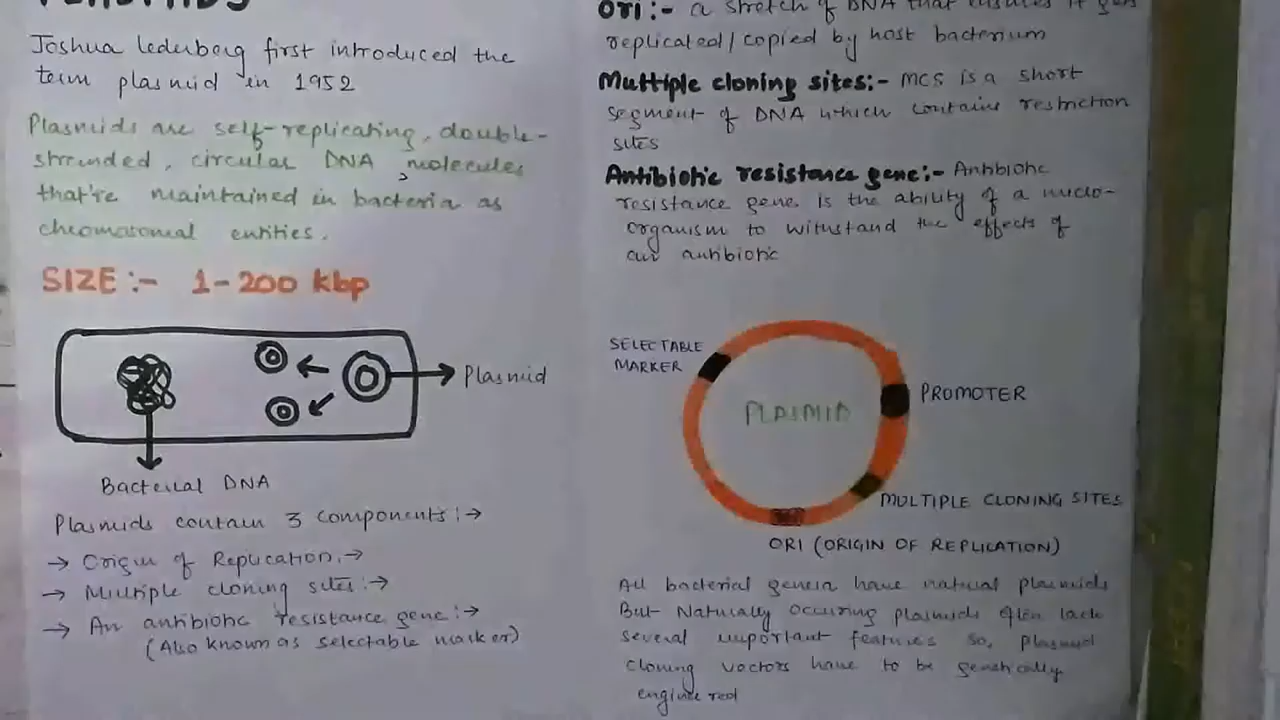 PLASMIDS
Joshua lederberg first introduced the
term plasmid in 1952
Plasmids are self-replicating, double-
stranded, circular DNA molecules
that're maintained in bacteria as
chromosomal entities.
SIZE :- 1-200 kbp
Plasmid
Bacterial DNA
Plasmids contain 3 components:→
→ Origin of Replication:→
→ Multiple cloning sites:→
→ An antibiotic resistance gene:→
(Also known as selectable marker)
Ori:- a stretch of DNA that ensures it gets
replicated/copied by host bacterium
Multiple cloning sites:- MCS is a short
segment of DNA which contains restriction
sites
Antibiotic resistance gene:- Antibiotic
resistance gene is the ability of a micro-
organism to withstand the effects of
an antibiotic
SELECTABLE
MARKER
PLASMID
PROMOTER
MULTIPLE CLONING SITES
ORI (ORIGIN OF REPLICATION)
All bacterial genera have natural plasmids
But Naturally occuring plasmids often lack
several important features so, plasmid
cloning vectors have to be genetically
engineered